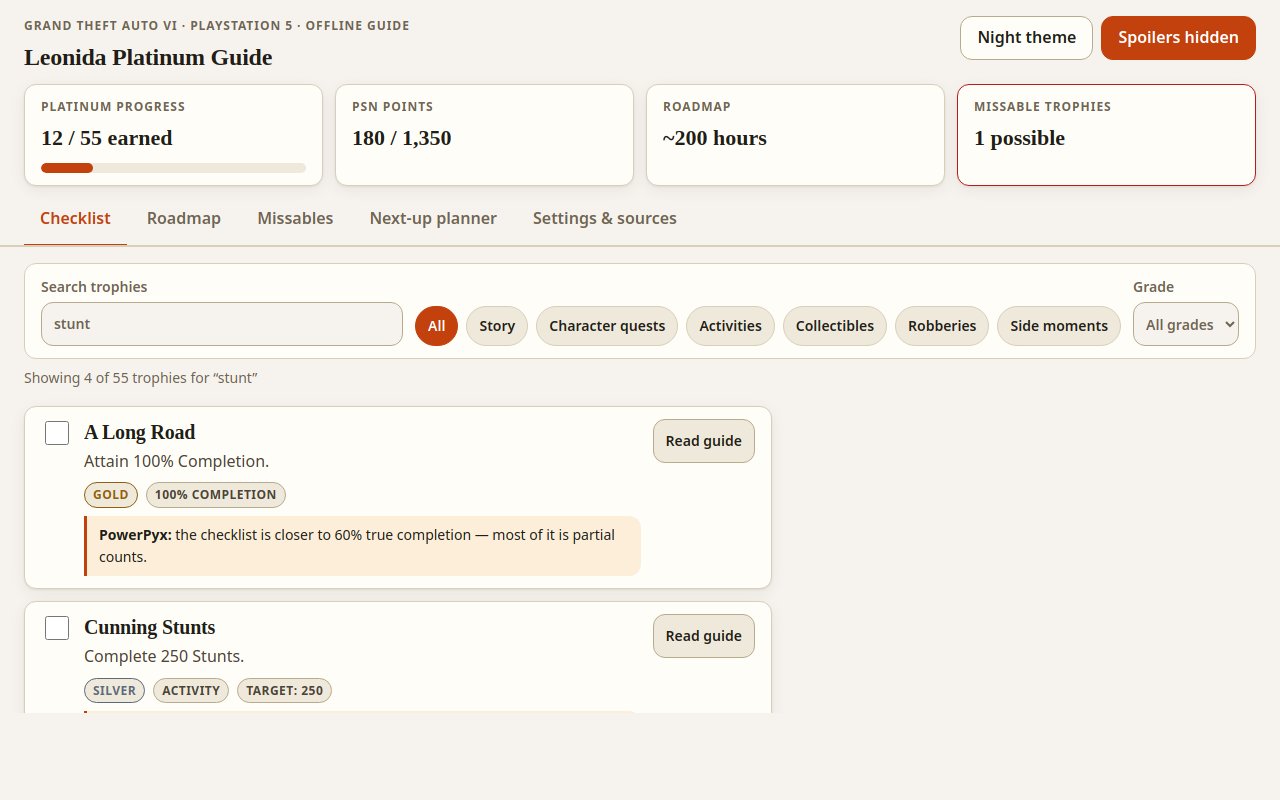 GRAND THEFT AUTO VI · PLAYSTATION 5 · OFFLINE GUIDE
Leonida Platinum Guide
Night theme
Spoilers hidden
PLATINUM PROGRESS
12 / 55 earned
PSN POINTS
180 / 1,350
ROADMAP
~200 hours
MISSABLE TROPHIES
1 possible
Checklist
Roadmap
Missables
Next-up planner
Settings & sources
Search trophies
stunt
All
Story
Character quests
Activities
Collectibles
Robberies
Side moments
Grade
All grades
Showing 4 of 55 trophies for “stunt”
A Long Road
Attain 100% Completion.
GOLD
100% COMPLETION
PowerPyx: the checklist is closer to 60% true completion — most of it is partial
counts.
Read guide
Cunning Stunts
Complete 250 Stunts.
SILVER
ACTIVITY
TARGET: 250
Read guide